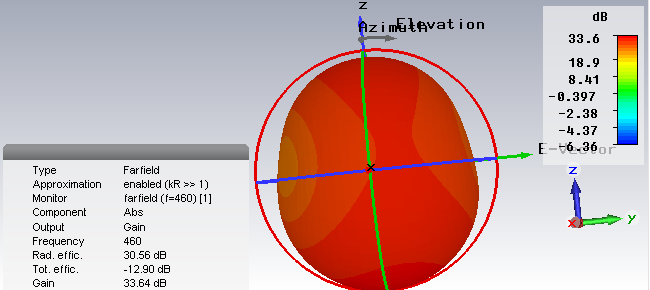 z
Elevation
Azimuth
dB
33.6
18.9
8.41
-0.397
-2.38
-4.37
-6.36
E-vector
z
x
y
x
Type Farfield
Approximation enabled (kR >> 1)
Monitor farfield (f=460) [1]
Component Abs
Output Gain
Frequency 460
Rad. effic. 30.56 dB
Tot. effic. -12.90 dB
Gain 33.64 dB